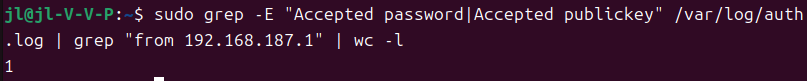 jl@jl-V-V-P:~$ sudo grep -E "Accepted password|Accepted publickey" /var/log/auth
.log | grep "from 192.168.187.1" | wc -l
1